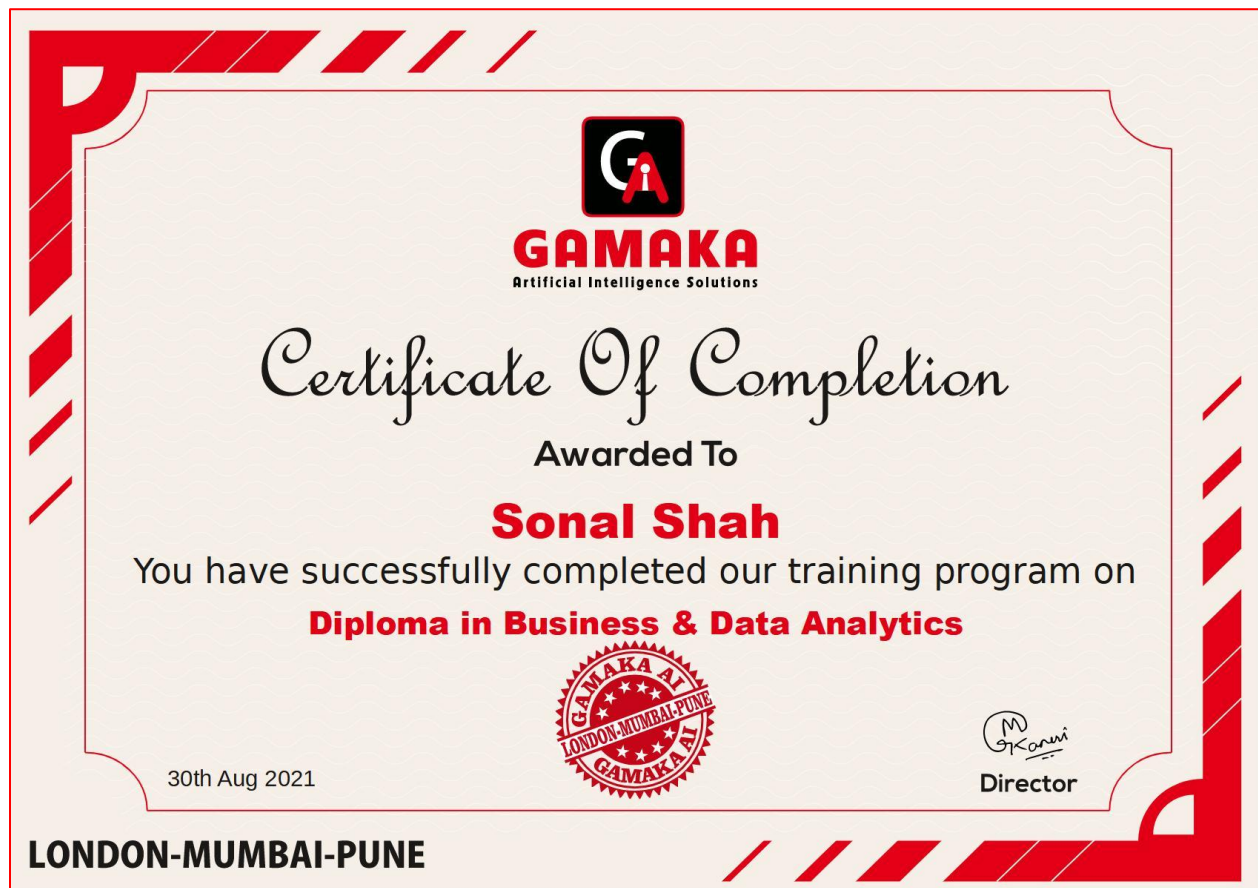 GA
GAMAKA
Artificial Intelligence Solutions
Certificate Of Completion
Awarded To
Sonal Shah
You have successfully completed our training program on
Diploma in Business & Data Analytics
GAMAKA AI
LONDON-MUMBAI-PUNE
GAMAKA AI
30th Aug 2021
Director
LONDON-MUMBAI-PUNE